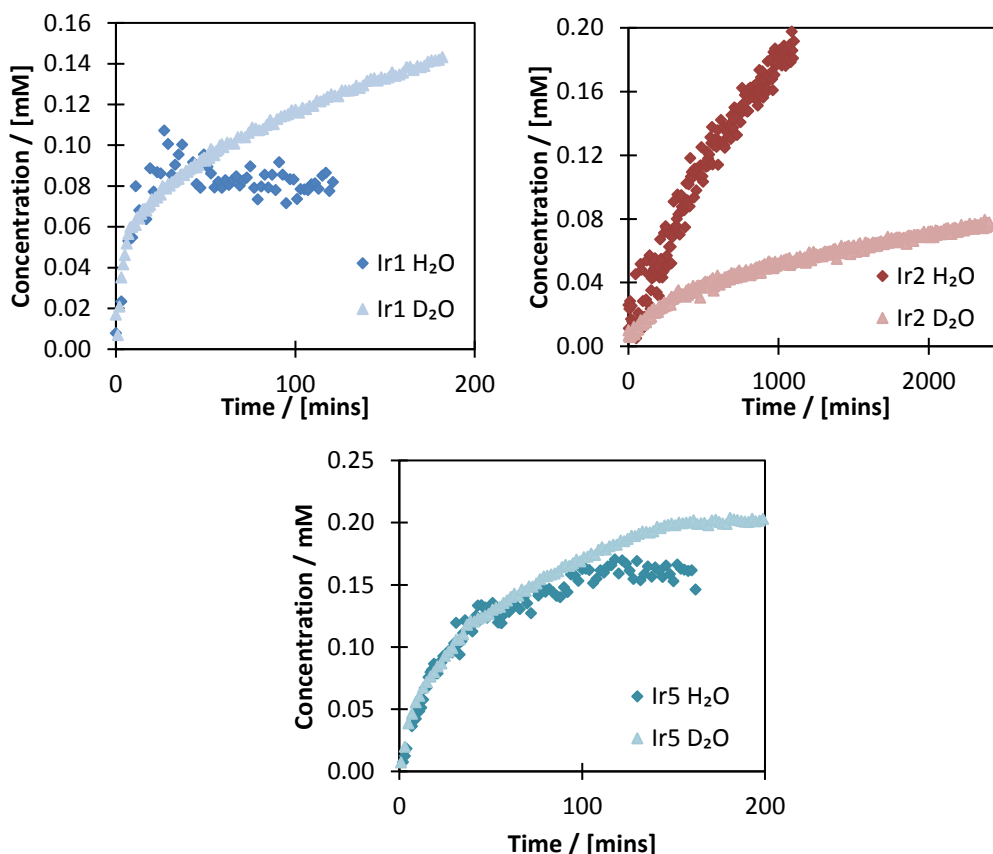 Concentration / [mM]
0.16
0.14
0.12
0.10
0.08
0.06
0.04
0.02
0.00
0
100
200
Time / [mins]
Ir1 H₂O
Ir1 D₂O
Concentration / [mM]
0.20
0.16
0.12
0.08
0.04
0.00
0
1000
2000
Time / [mins]
Ir2 H₂O
Ir2 D₂O
Concentration / mM
0.25
0.20
0.15
0.10
0.05
0.00
0
100
200
Time / [mins]
Ir5 H₂O
Ir5 D₂O